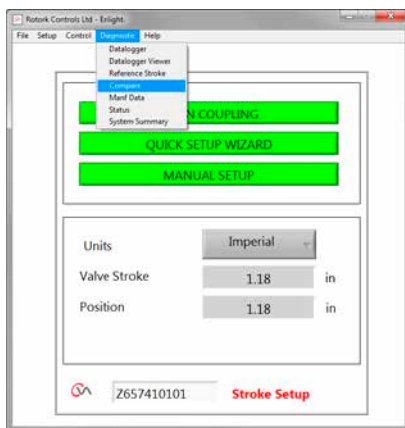 Rotork Controls Ltd - Enlight.
File Setup Control Diagnostic Help
Datalogger
Datalogger Viewer
Reference Stroke
Compare
Manf Data
Status
System Summary
N COUPLING
QUICK SETUP WIZARD
MANUAL SETUP
Units Imperial
Valve Stroke 1.18 in
Position 1.18 in
Z657410101 Stroke Setup